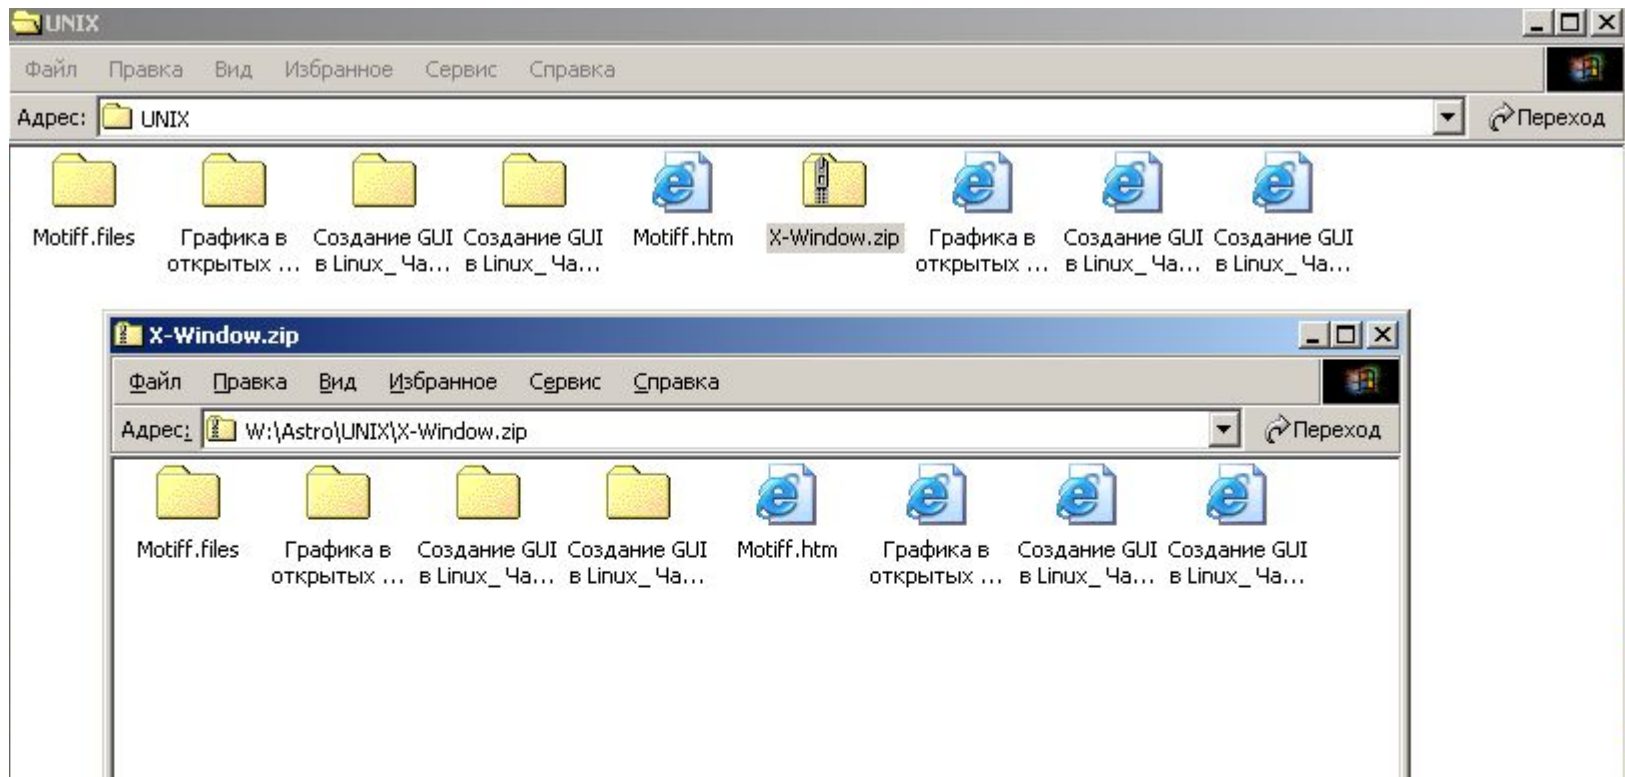 UNIX
Файл Правка Вид Избранное Сервис Справка
Адрес: UNIX Переход
Motiff.files Графика в Создание GUI Создание GUI Motiff.htm X-Window.zip Графика в Создание GUI Создание GUI
открытых ... в Linux_ Ча... в Linux_ Ча... открытых ... в Linux_ Ча... в Linux_ Ча...
X-Window.zip
Файл Правка Вид Избранное Сервис Справка
Адрес: W:\Astro\UNIX\X-Window.zip Переход
Motiff.files Графика в Создание GUI Создание GUI Motiff.htm Графика в Создание GUI Создание GUI
открытых ... в Linux_ Ча... в Linux_ Ча... открытых ... в Linux_ Ча... в Linux_ Ча...